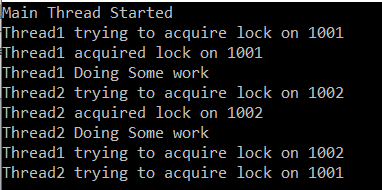 Main Thread Started
Thread1 trying to acquire lock on 1001
Thread1 acquired lock on 1001
Thread1 Doing Some work
Thread2 trying to acquire lock on 1002
Thread2 acquired lock on 1002
Thread2 Doing Some work
Thread1 trying to acquire lock on 1002
Thread2 trying to acquire lock on 1001